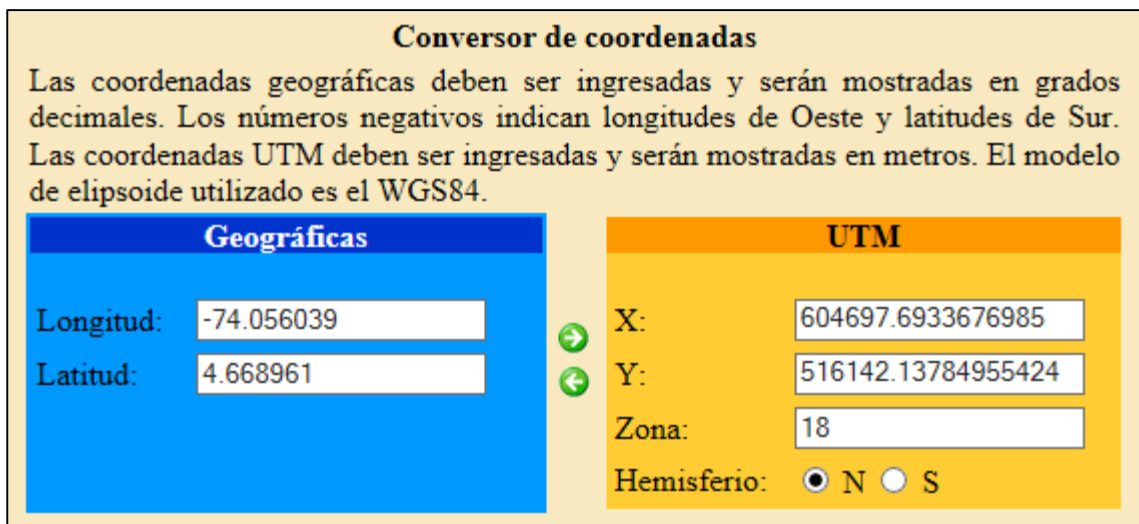 Conversor de coordenadas
Las coordenadas geográficas deben ser ingresadas y serán mostradas en grados
decimales. Los números negativos indican longitudes de Oeste y latitudes de Sur.
Las coordenadas UTM deben ser ingresadas y serán mostradas en metros. El modelo
de elipsoide utilizado es el WGS84.
Geográficas
Longitud: -74.056039
Latitud: 4.668961
UTM
X: 604697.6933676985
Y: 516142.13784955424
Zona: 18
Hemisferio: N S